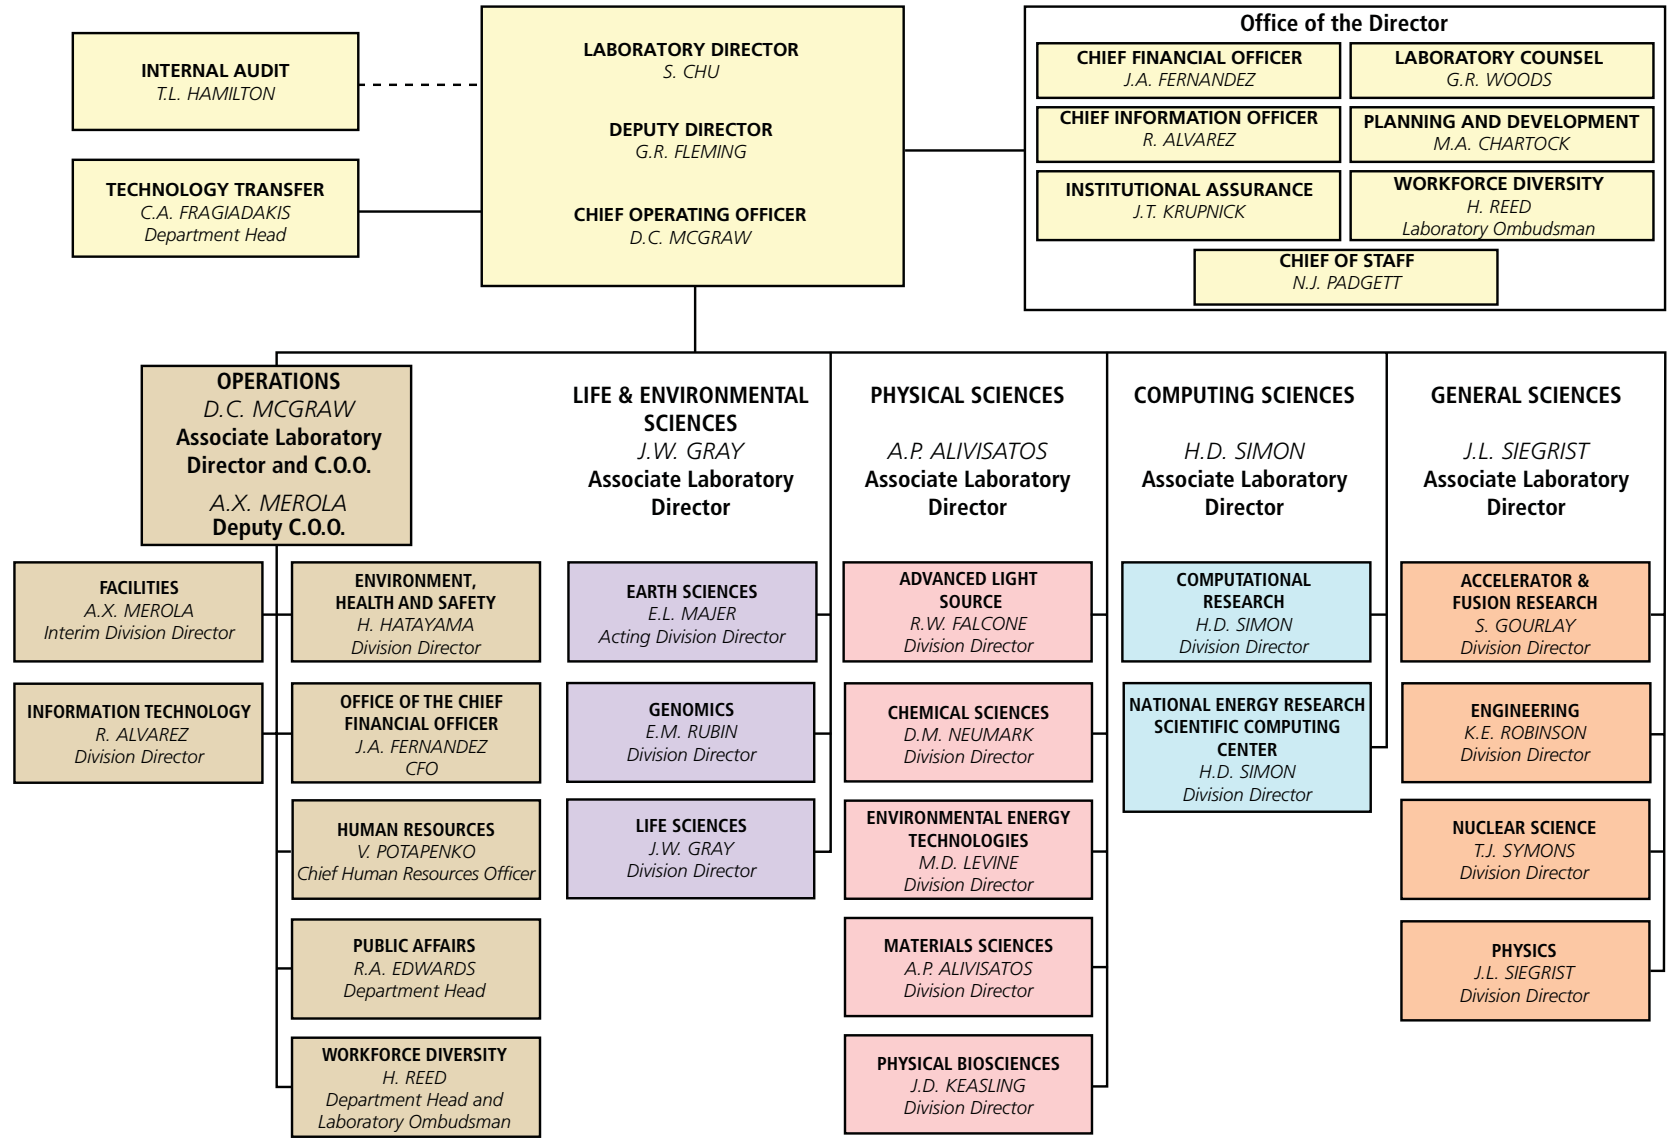 INTERNAL AUDIT
T.L. HAMILTON
TECHNOLOGY TRANSFER
C.A. FRAGIADAKIS
Department Head
LABORATORY DIRECTOR
S. CHU
DEPUTY DIRECTOR
G.R. FLEMING
CHIEF OPERATING OFFICER
D.C. MCGRAW
Office of the Director
CHIEF FINANCIAL OFFICER
J.A. FERNANDEZ
LABORATORY COUNSEL
G.R. WOODS
CHIEF INFORMATION OFFICER
R. ALVAREZ
PLANNING AND DEVELOPMENT
M.A. CHARTOCK
INSTITUTIONAL ASSURANCE
J.T. KRUPNICK
WORKFORCE DIVERSITY
H. REED
Laboratory Ombudsman
CHIEF OF STAFF
N.J. PADGETT
OPERATIONS
D.C. MCGRAW
Associate Laboratory
Director and C.O.O.
A.X. MEROLA
Deputy C.O.O.
FACILITIES
A.X. MEROLA
Interim Division Director
INFORMATION TECHNOLOGY
R. ALVAREZ
Division Director
ENVIRONMENT,
HEALTH AND SAFETY
H. HATAYAMA
Division Director
OFFICE OF THE CHIEF
FINANCIAL OFFICER
J.A. FERNANDEZ
CFO
HUMAN RESOURCES
V. POTAPENKO
Chief Human Resources Officer
PUBLIC AFFAIRS
R.A. EDWARDS
Department Head
WORKFORCE DIVERSITY
H. REED
Department Head and
Laboratory Ombudsman
LIFE & ENVIRONMENTAL
SCIENCES
J.W. GRAY
Associate Laboratory
Director
EARTH SCIENCES
E.L. MAJER
Acting Division Director
GENOMICS
E.M. RUBIN
Division Director
LIFE SCIENCES
J.W. GRAY
Division Director
PHYSICAL SCIENCES
A.P. ALIVISATOS
Associate Laboratory
Director
ADVANCED LIGHT
SOURCE
R.W. FALCONE
Division Director
CHEMICAL SCIENCES
D.M. NEUMARK
Division Director
ENVIRONMENTAL ENERGY
TECHNOLOGIES
M.D. LEVINE
Division Director
MATERIALS SCIENCES
A.P. ALIVISATOS
Division Director
PHYSICAL BIOSCIENCES
J.D. KEASLING
Division Director
COMPUTING SCIENCES
H.D. SIMON
Associate Laboratory
Director
COMPUTATIONAL
RESEARCH
H.D. SIMON
Division Director
NATIONAL ENERGY RESEARCH
SCIENTIFIC COMPUTING
CENTER
H.D. SIMON
Division Director
GENERAL SCIENCES
J.L. SIEGRIST
Associate Laboratory
Director
ACCELERATOR &
FUSION RESEARCH
S. GOURLAY
Division Director
ENGINEERING
K.E. ROBINSON
Division Director
NUCLEAR SCIENCE
T.J. SYMONS
Division Director
PHYSICS
J.L. SIEGRIST
Division Director